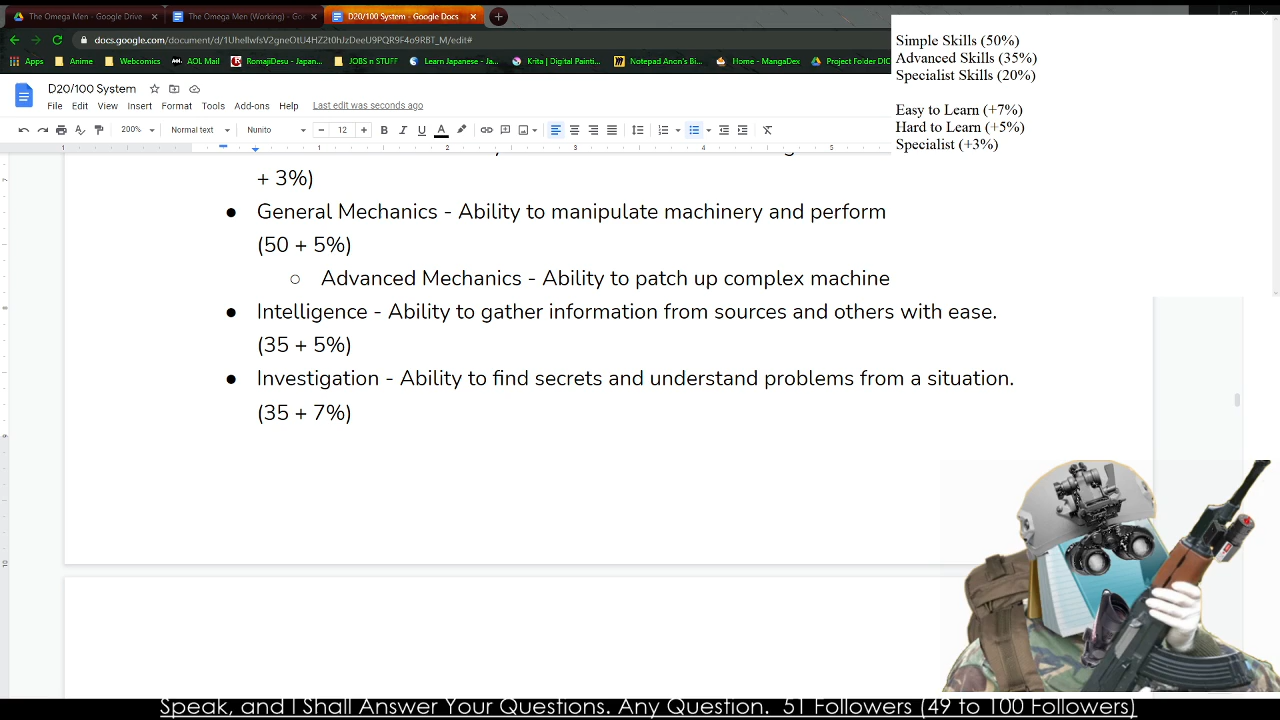 The Omega Men - Google Drive
The Omega Men (Working) - Goo
D20/100 System - Google Docs
docs.google.com
Apps
Anime
Webcomics
AOL Mail
RomajiDesu - Japan...
JOBS n STUFF
Learn Japanese - Ja...
Krita | Digital Painti...
Notepad Anon's Bi...
Home - MangaDex
Project Folder DIC
Simple Skills (50%)
Advanced Skills (35%)
Specialist Skills (20%)
Easy to Learn (+7%)
Hard to Learn (+5%)
Specialist (+3%)
D20/100 System
File Edit View Insert Format Tools Add-ons Help Last edit was seconds ago
200% Normal text Nunito 12
1 1 2 3 4 5
+ 3%)
● General Mechanics - Ability to manipulate machinery and perform
(50 + 5%)
○ Advanced Mechanics - Ability to patch up complex machine
● Intelligence - Ability to gather information from sources and others with ease.
(35 + 5%)
● Investigation - Ability to find secrets and understand problems from a situation.
(35 + 7%)
Speak, and I Shall Answer Your Questions. Any Question. 51 Followers (49 to 100 Followers)